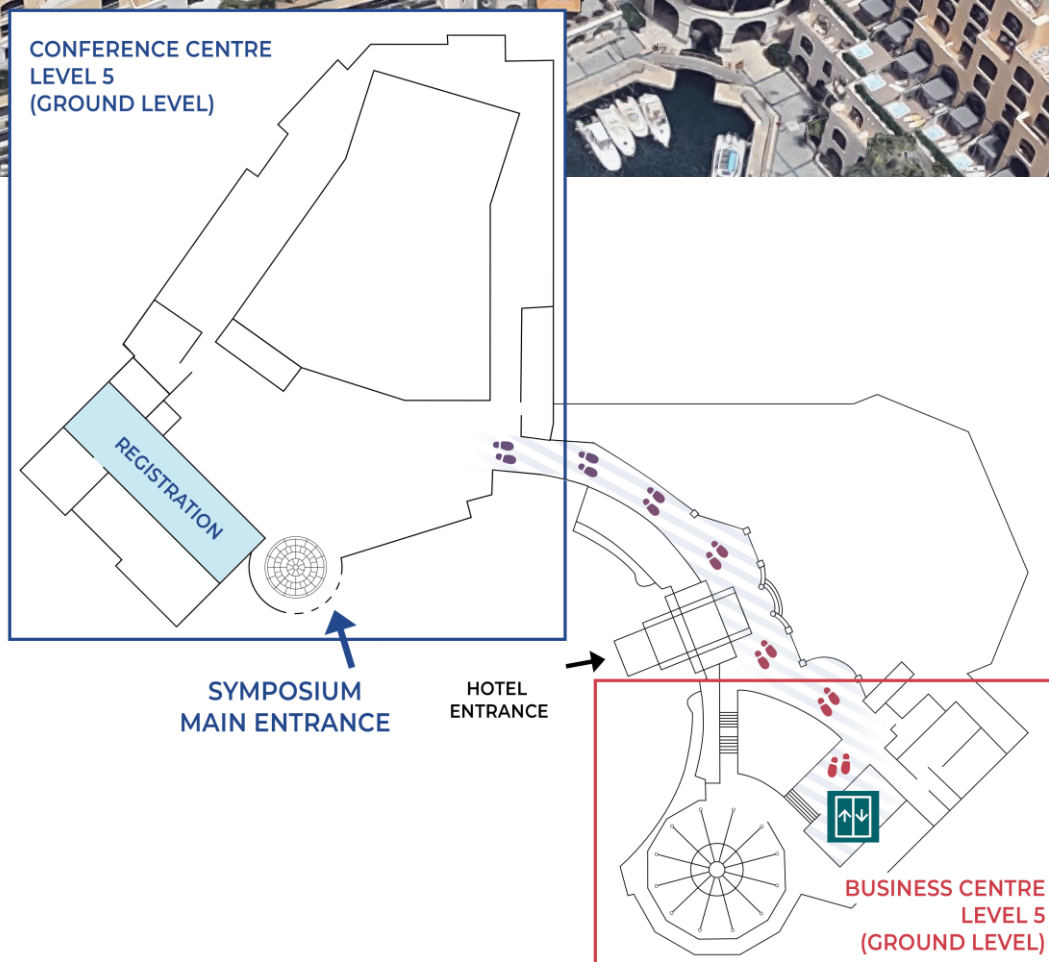 CONFERENCE CENTRE
LEVEL 5
(GROUND LEVEL)
REGISTRATION
SYMPOSIUM
MAIN ENTRANCE
HOTEL
ENTRANCE
BUSINESS CENTRE
LEVEL 5
(GROUND LEVEL)